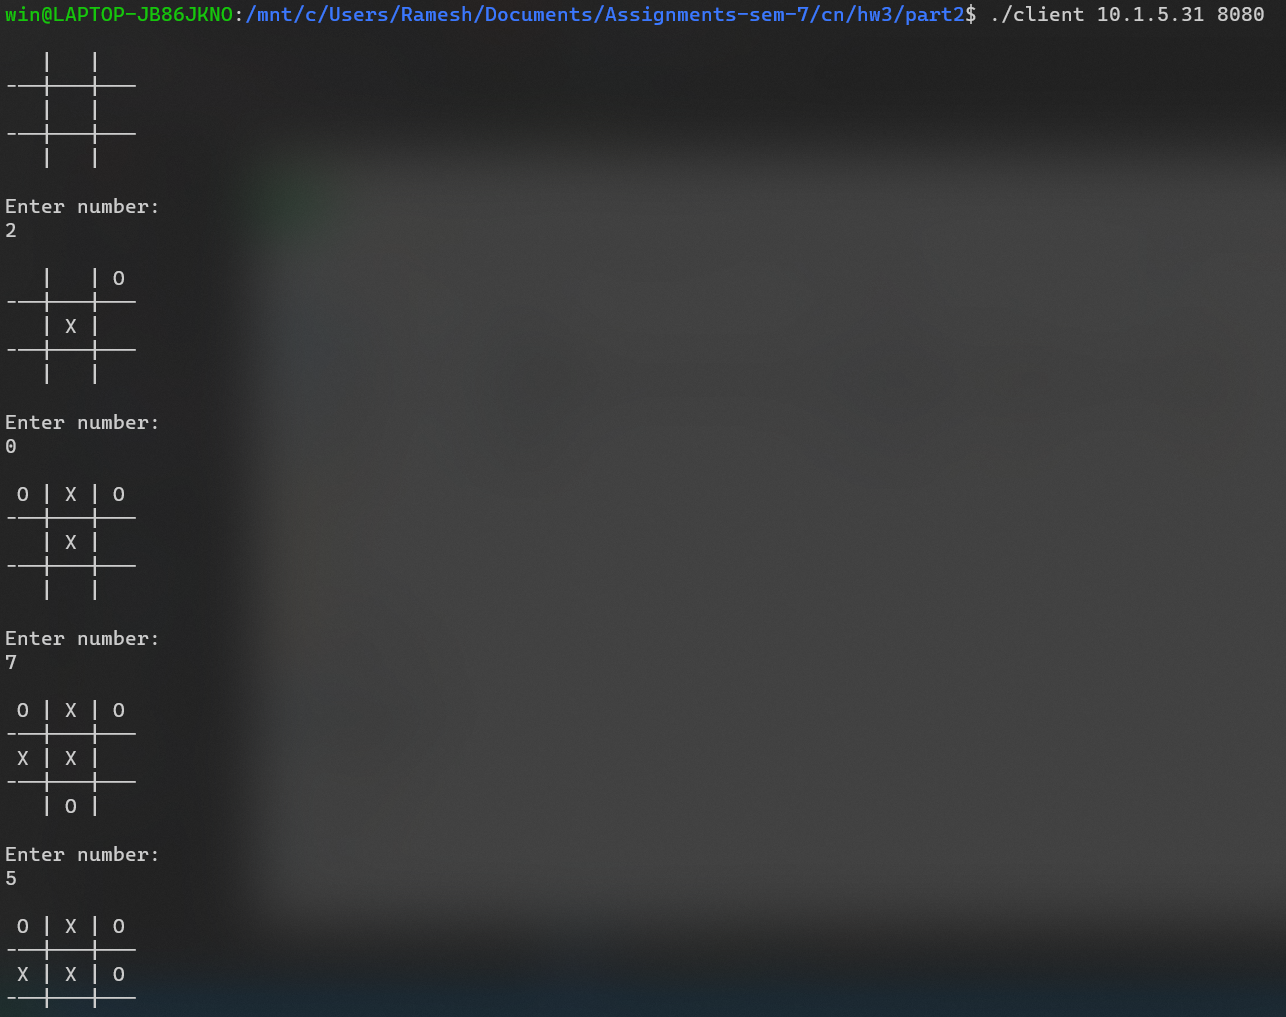 win@LAPTOP-JB86JKNO:/mnt/c/Users/Ramesh/Documents/Assignments-sem-7/cn/hw3/part2$ ./client 10.1.5.31 8080
   |   |
---+---+---
   |   |
---+---+---
   |   |
Enter number:
2
   |   | O
---+---+---
   | X |
---+---+---
   |   |
Enter number:
0
 O | X | O
---+---+---
   | X |
---+---+---
   |   |
Enter number:
7
 O | X | O
---+---+---
 X | X |
---+---+---
   | O |
Enter number:
5
 O | X | O
---+---+---
 X | X | O
---+---+---